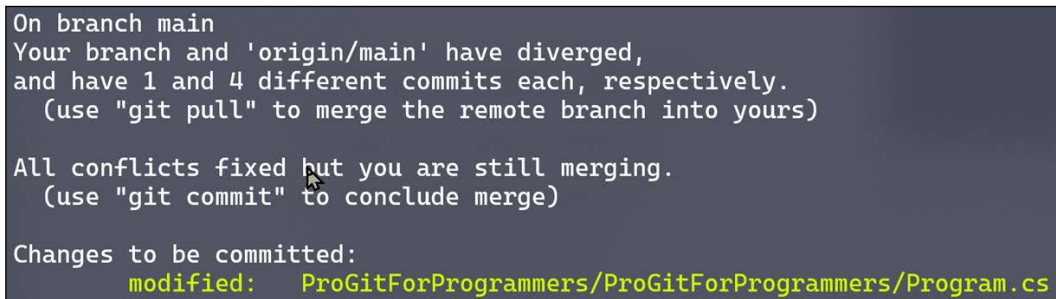 On branch main
Your branch and 'origin/main' have diverged,
and have 1 and 4 different commits each, respectively.
(use "git pull" to merge the remote branch into yours)
All conflicts fixed but you are still merging.
(use "git commit" to conclude merge)
Changes to be committed:
modified: ProGitForProgrammers/ProGitForProgrammers/Program.cs